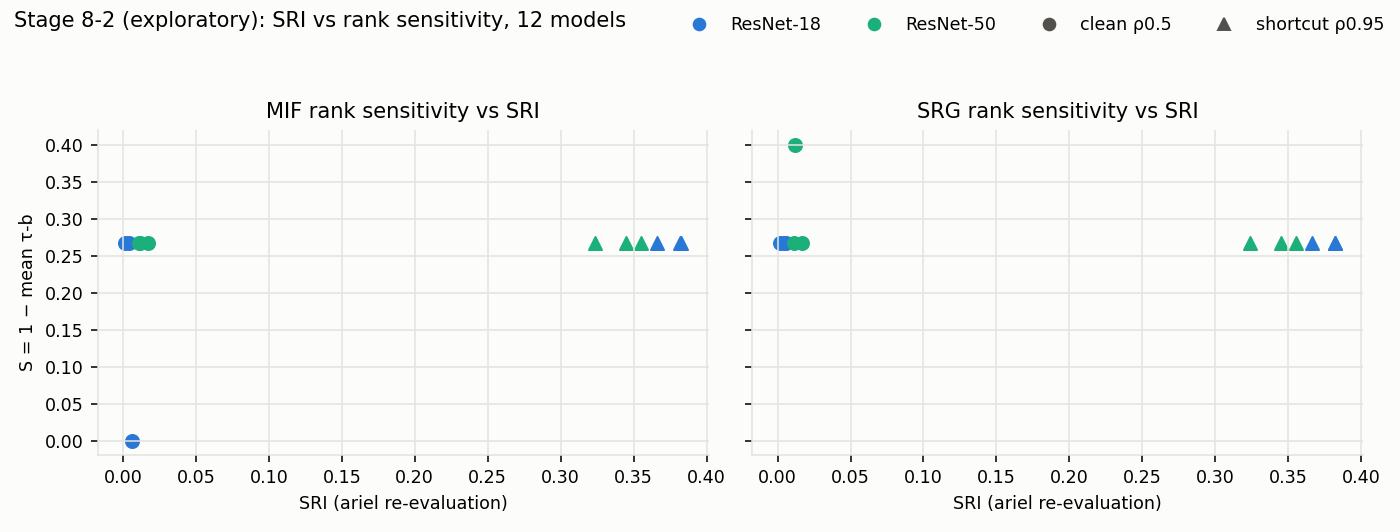 Stage 8-2 (exploratory): SRI vs rank sensitivity, 12 models
ResNet-18
ResNet-50
clean ρ0.5
shortcut ρ0.95
MIF rank sensitivity vs SRI
S = 1 − mean τ-b
0.40
0.35
0.30
0.25
0.20
0.15
0.10
0.05
0.00
0.00 0.05 0.10 0.15 0.20 0.25 0.30 0.35 0.40
SRI (ariel re-evaluation)
SRG rank sensitivity vs SRI
0.00 0.05 0.10 0.15 0.20 0.25 0.30 0.35 0.40
SRI (ariel re-evaluation)